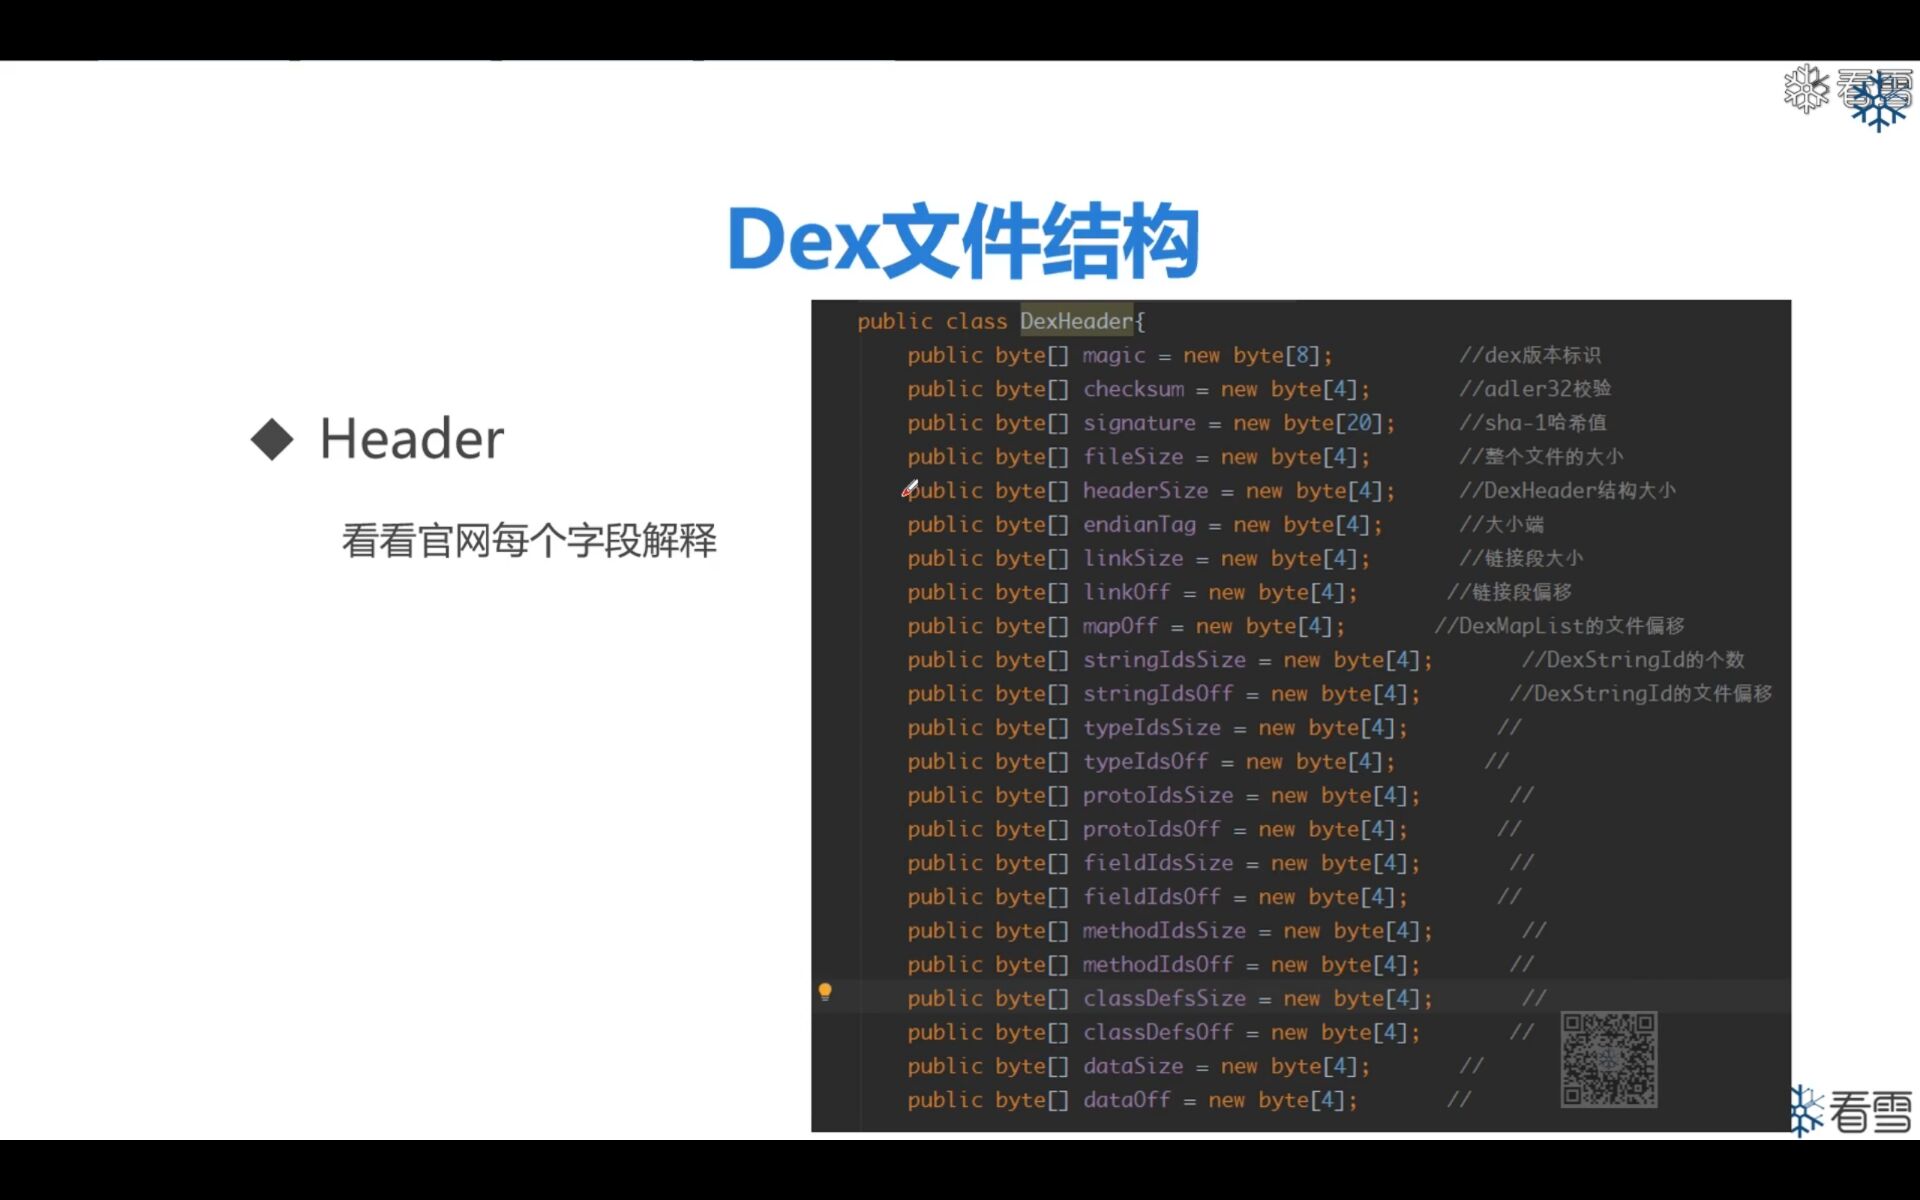 看雪
Dex文件结构
◆ Header
看看官网每个字段解释
public class DexHeader{
public byte[] magic = new byte[8]; //dex版本标识
public byte[] checksum = new byte[4]; //adler32校验
public byte[] signature = new byte[20]; //sha-1哈希值
public byte[] fileSize = new byte[4]; //整个文件的大小
public byte[] headerSize = new byte[4]; //DexHeader结构大小
public byte[] endianTag = new byte[4]; //大小端
public byte[] linkSize = new byte[4]; //链接段大小
public byte[] linkOff = new byte[4]; //链接段偏移
public byte[] mapOff = new byte[4]; //DexMapList的文件偏移
public byte[] stringIdsSize = new byte[4]; //DexStringId的个数
public byte[] stringIdsOff = new byte[4]; //DexStringId的文件偏移
public byte[] typeIdsSize = new byte[4]; //
public byte[] typeIdsOff = new byte[4]; //
public byte[] protoIdsSize = new byte[4]; //
public byte[] protoIdsOff = new byte[4]; //
public byte[] fieldIdsSize = new byte[4]; //
public byte[] fieldIdsOff = new byte[4]; //
public byte[] methodIdsSize = new byte[4]; //
public byte[] methodIdsOff = new byte[4]; //
public byte[] classDefsSize = new byte[4]; //
public byte[] classDefsOff = new byte[4]; //
public byte[] dataSize = new byte[4]; //
public byte[] dataOff = new byte[4]; //
看雪